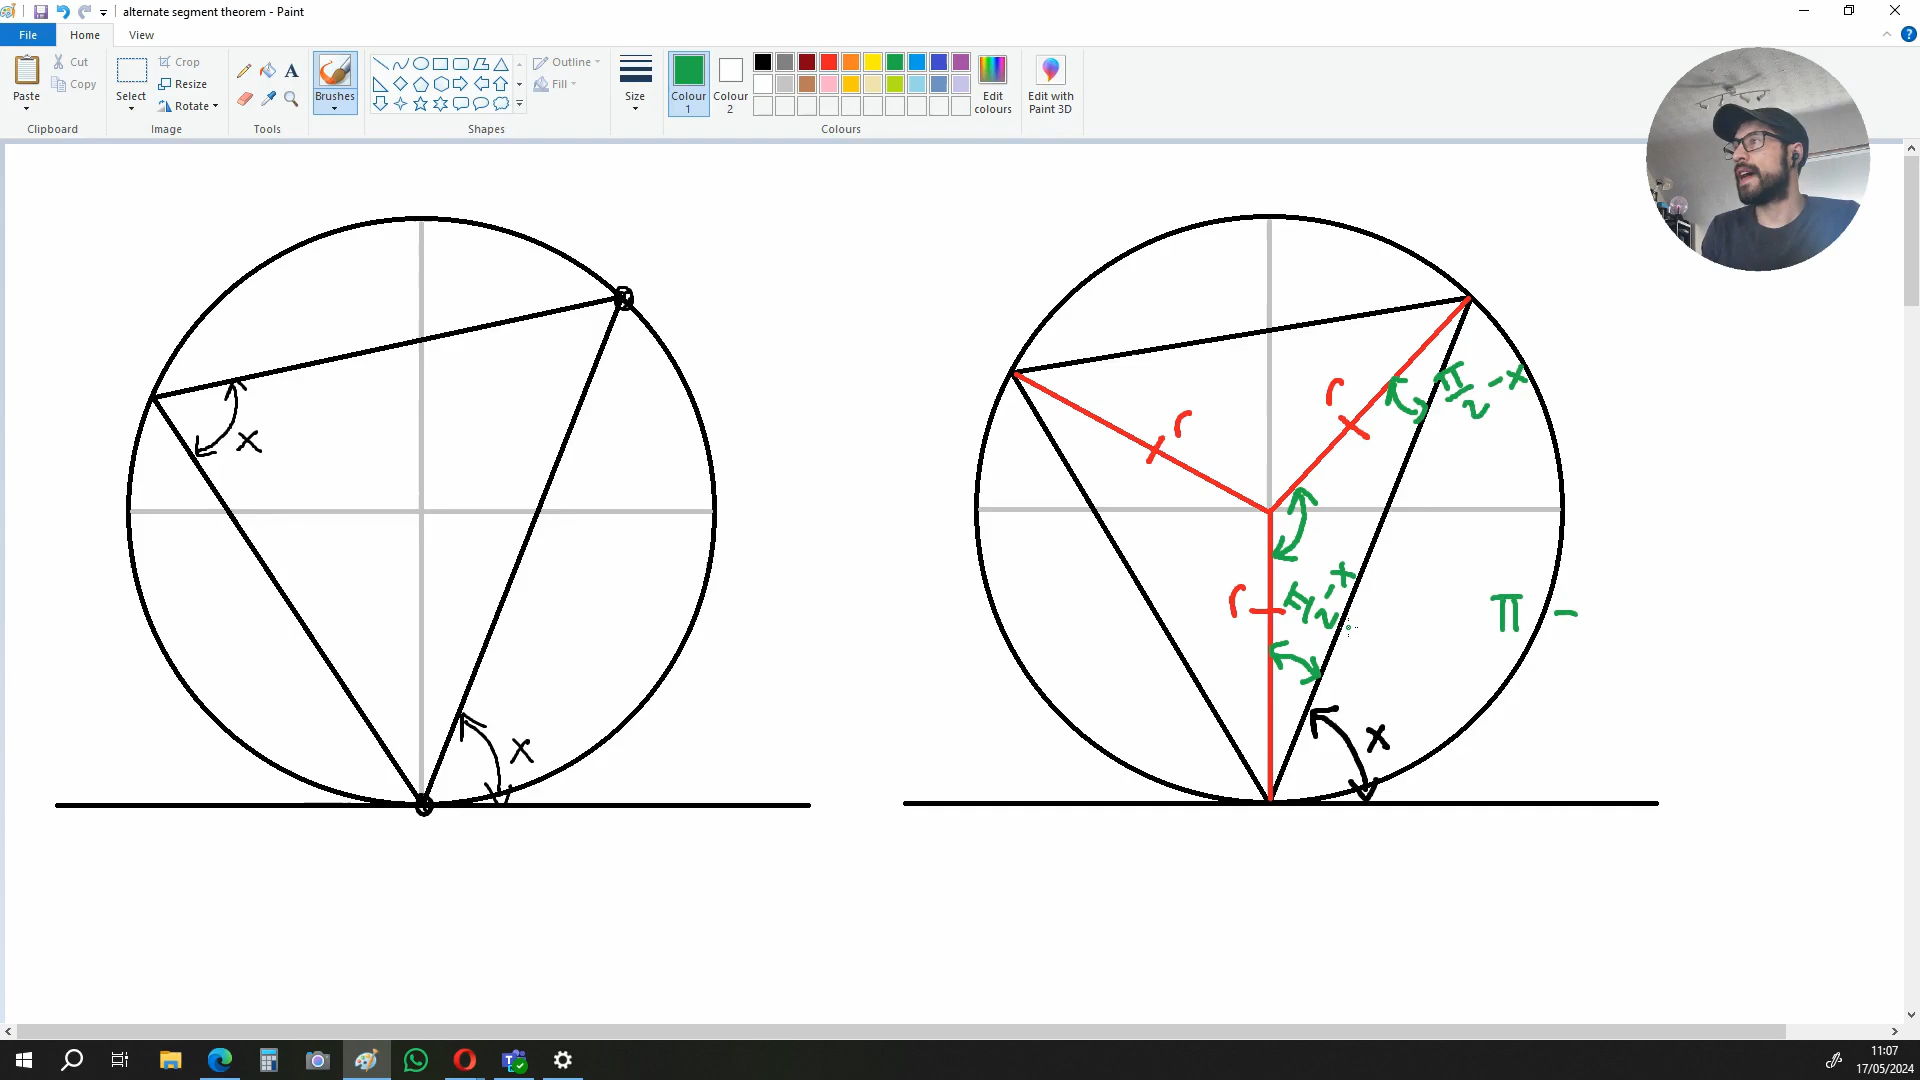 alternate segment theorem - Paint
File Home View
Paste Cut Copy Clipboard
Select Crop Resize Rotate Image
Tools
Brushes
Shapes Outline Fill
Size
Colour 1 Colour 2 Colours
Edit colours
Edit with Paint 3D
x
x
r
r
π/2 - x
r
π/2 - x
π -
x
11:07
17/05/2024